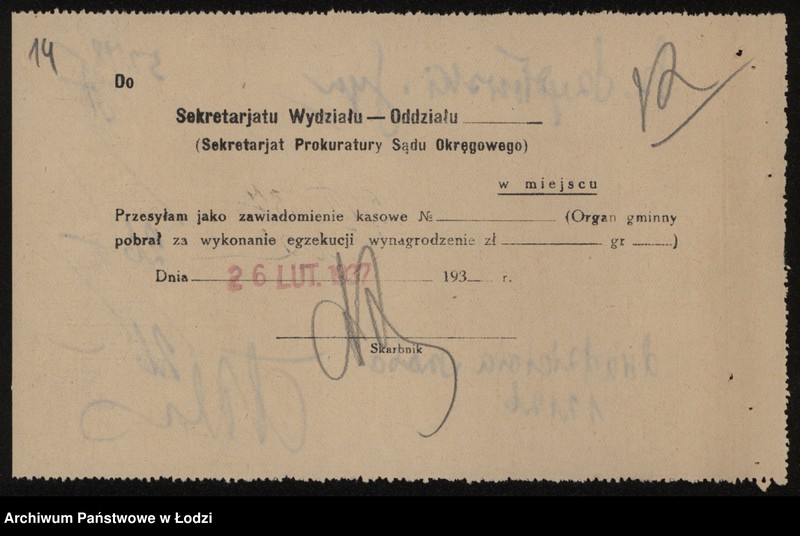 14
Do
Sekretarjatu Wydziału — Oddziału
(Sekretarjat Prokuratury Sądu Okręgowego)
w miejscu
Przesyłam jako zawiadomienie kasowe № (Organ gminny
pobrał za wykonanie egzekucji wynagrodzenie zł gr )
Dnia 26 LUT. 1937 193 r.
Skarbnik
Archiwum Państwowe w Łodzi